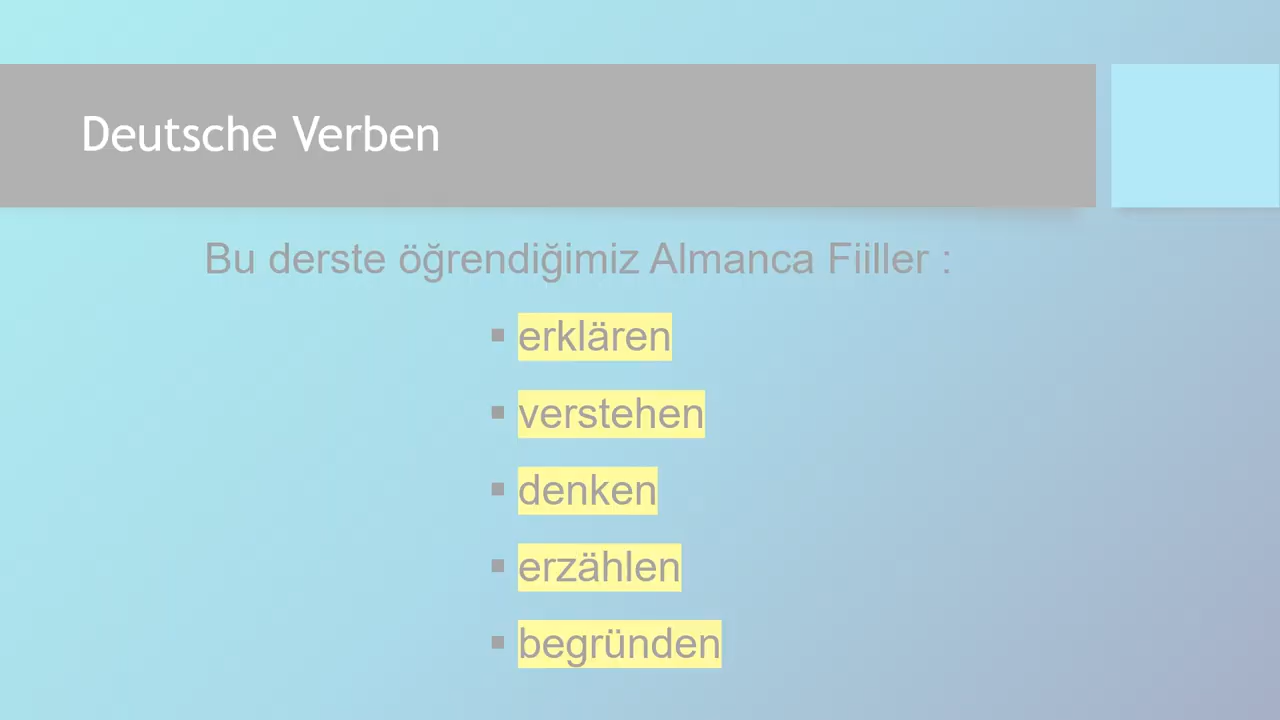 Deutsche Verben
Bu derste öğrendiğimiz Almanca Fiiller :
▪ erklären
▪ verstehen
▪ denken
▪ erzählen
▪ begründen